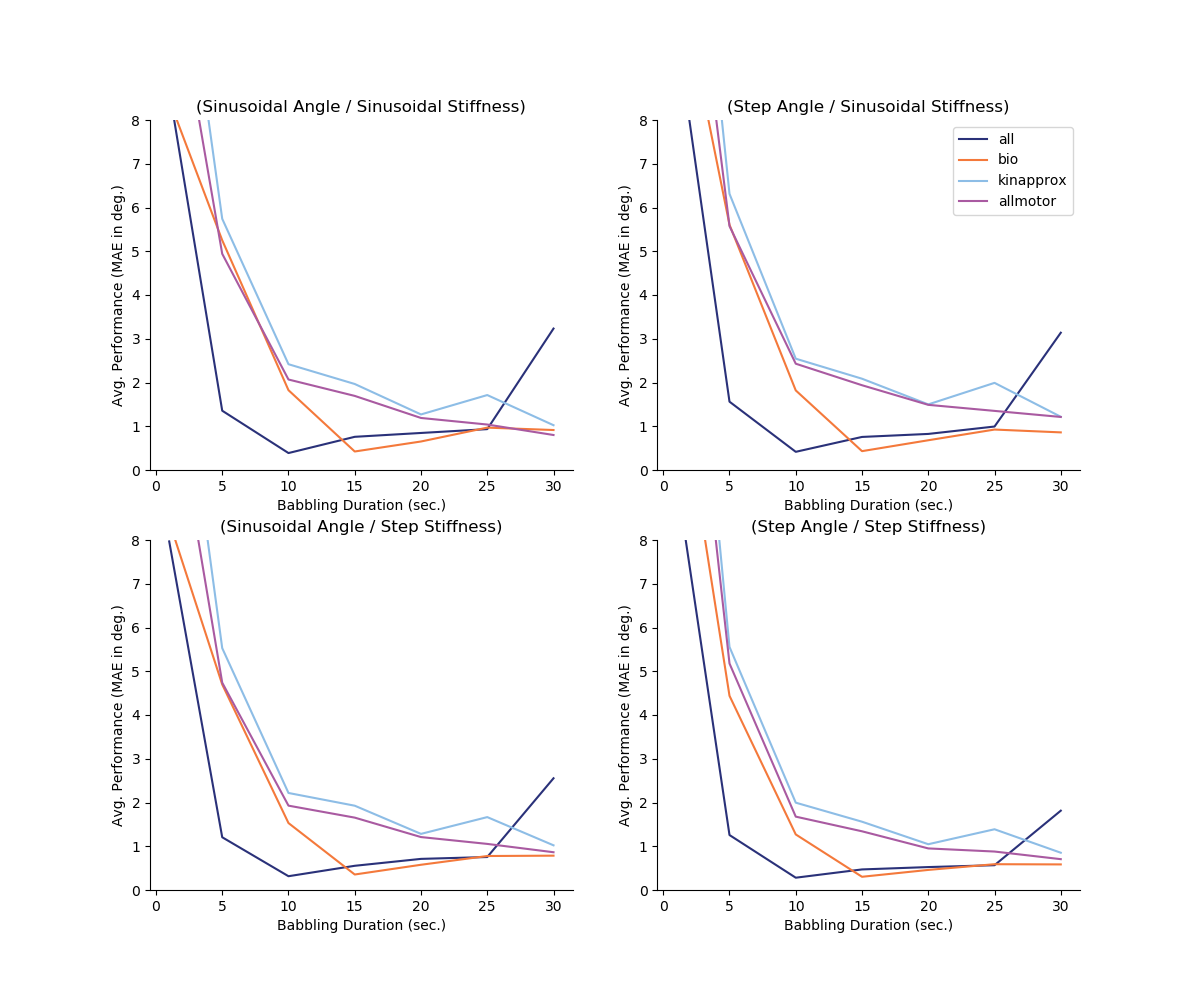 (Sinusoidal Angle / Sinusoidal Stiffness)
8
7
6
5
4
3
2
1
0
Avg. Performance (MAE in deg.)
0 5 10 15 20 25 30
Babbling Duration (sec.)
(Step Angle / Sinusoidal Stiffness)
8
7
6
5
4
3
2
1
0
Avg. Performance (MAE in deg.)
all
bio
kinapprox
allmotor
0 5 10 15 20 25 30
Babbling Duration (sec.)
(Sinusoidal Angle / Step Stiffness)
8
7
6
5
4
3
2
1
0
Avg. Performance (MAE in deg.)
0 5 10 15 20 25 30
Babbling Duration (sec.)
(Step Angle / Step Stiffness)
8
7
6
5
4
3
2
1
0
Avg. Performance (MAE in deg.)
0 5 10 15 20 25 30
Babbling Duration (sec.)